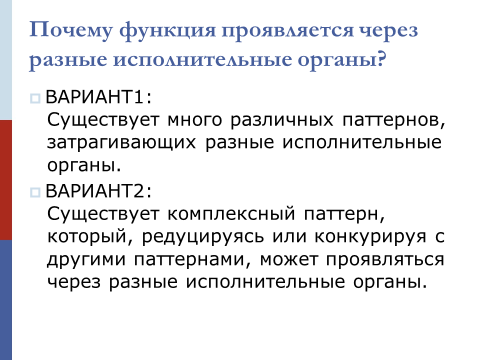 Почему функция проявляется через
разные исполнительные органы?
ВАРИАНТ1:
Существует много различных паттернов,
затрагивающих разные исполнительные
органы.
ВАРИАНТ2:
Существует комплексный паттерн,
который, редуцируясь или конкурируя с
другими паттернами, может проявляться
через разные исполнительные органы.